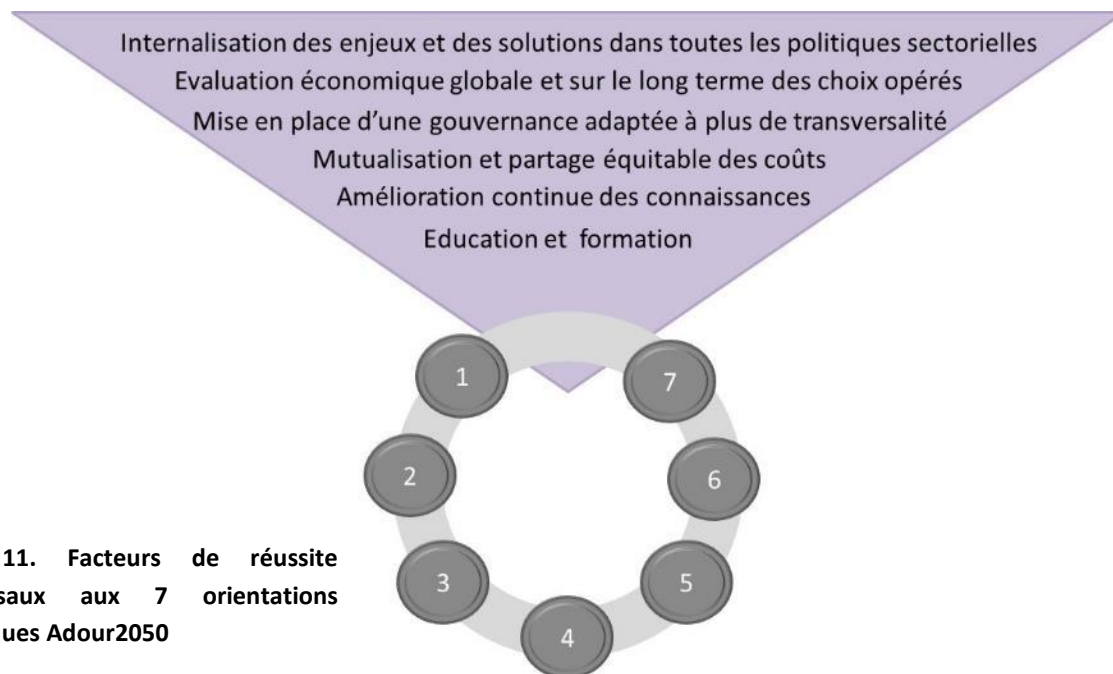 Internalisation des enjeux et des solutions dans toutes les politiques sectorielles
Evaluation économique globale et sur le long terme des choix opérés
Mise en place d'une gouvernance adaptée à plus de transversalité
Mutualisation et partage équitable des coûts
Amélioration continue des connaissances
Education et formation
1
7
2
6
3
5
4
11. Facteurs de réussite
saux aux 7 orientations
ues Adour2050